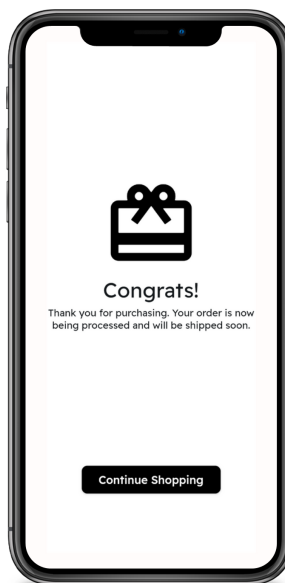 Congrats!
Thank you for purchasing. Your order is now
being processed and will be shipped soon.
Continue Shopping